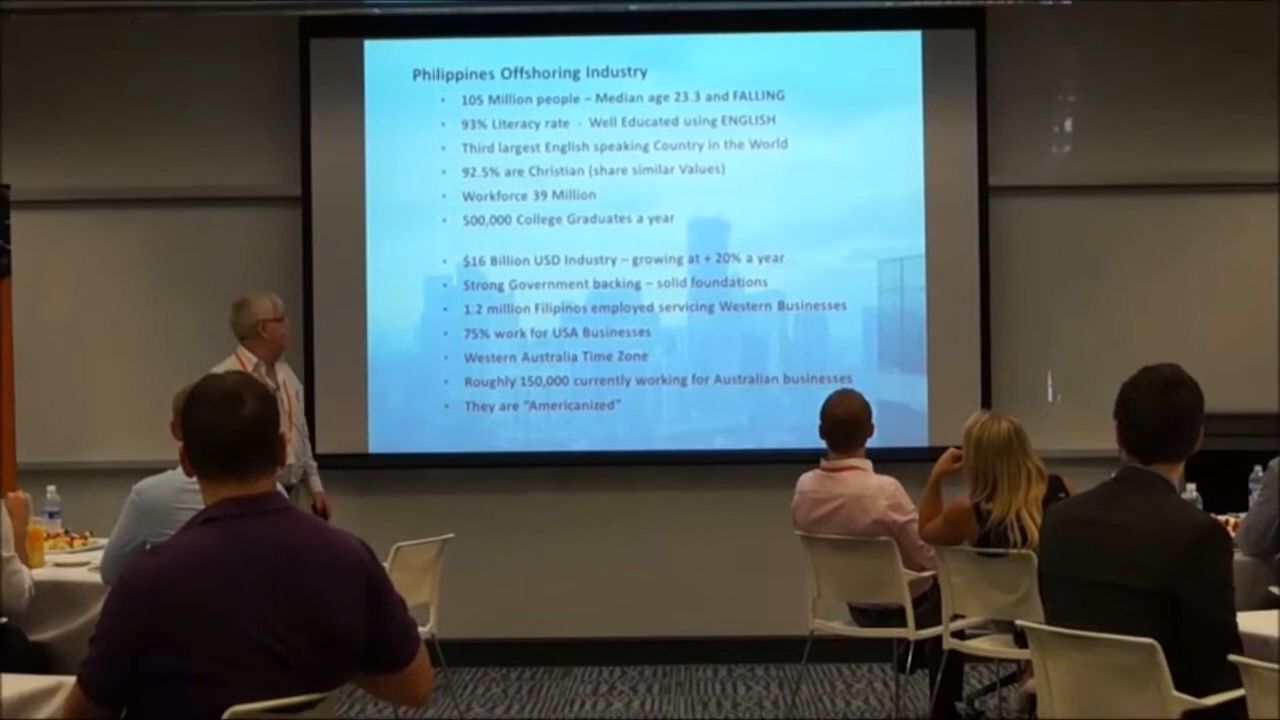 Philippines Offshoring Industry
• 105 Million people – Median age 23.3 and FALLING
• 93% Literacy rate - Well Educated using ENGLISH
• Third largest English speaking Country in the World
• 92.5% are Christian (share similar Values)
• Workforce 39 Million
• 500,000 College Graduates a year
• $16 Billion USD Industry – growing at + 20% a year
• Strong Government backing – solid foundations
• 1.2 million Filipinos employed servicing Western Businesses
• 75% work for USA Businesses
• Western Australia Time Zone
• Roughly 150,000 currently working for Australian businesses
• They are "Americanized"